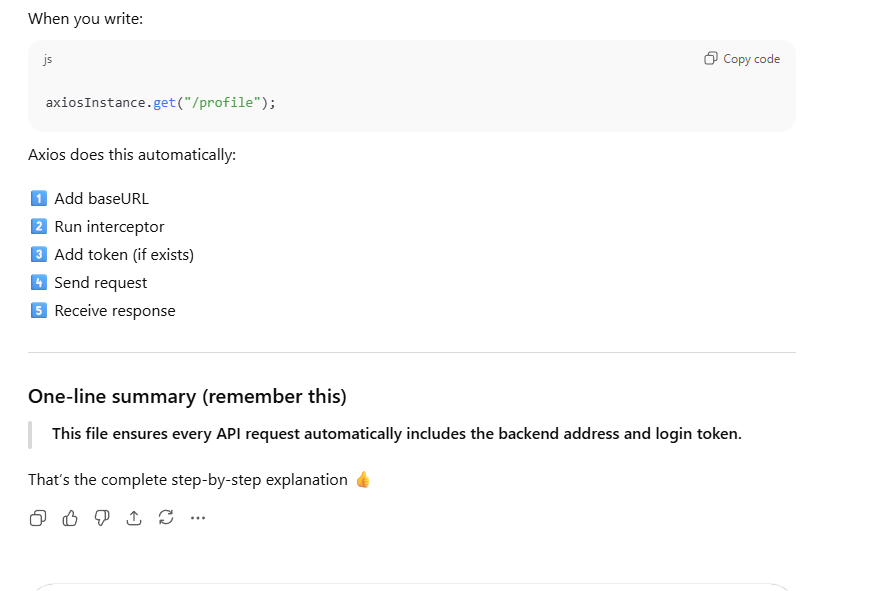 When you write:
js
Copy code
axiosInstance.get("/profile");
Axios does this automatically:
1️⃣ Add baseURL
2️⃣ Run interceptor
3️⃣ Add token (if exists)
4️⃣ Send request
5️⃣ Receive response
One-line summary (remember this)
This file ensures every API request automatically includes the backend address and login token.
That’s the complete step-by-step explanation 👍